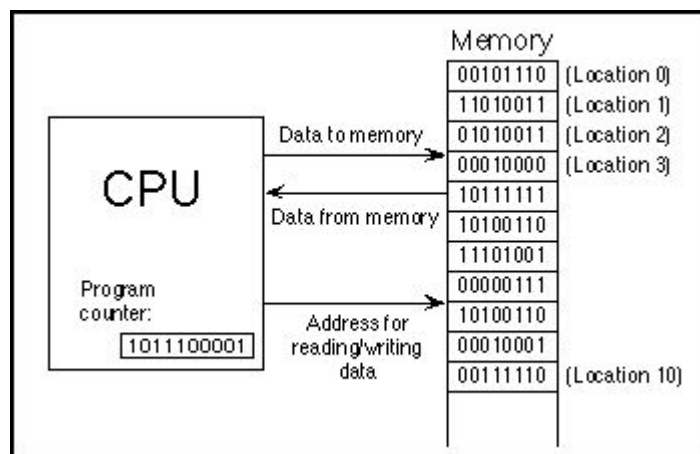 Memory
00101110 (Location 0)
11010011 (Location 1)
01010011 (Location 2)
00010000 (Location 3)
10111111
10100110
11101001
00000111
10100110
00010001
00111110 (Location 10)
Data to memory
Data from memory
Address for
reading/writing
data
CPU
Program
counter:
1011100001